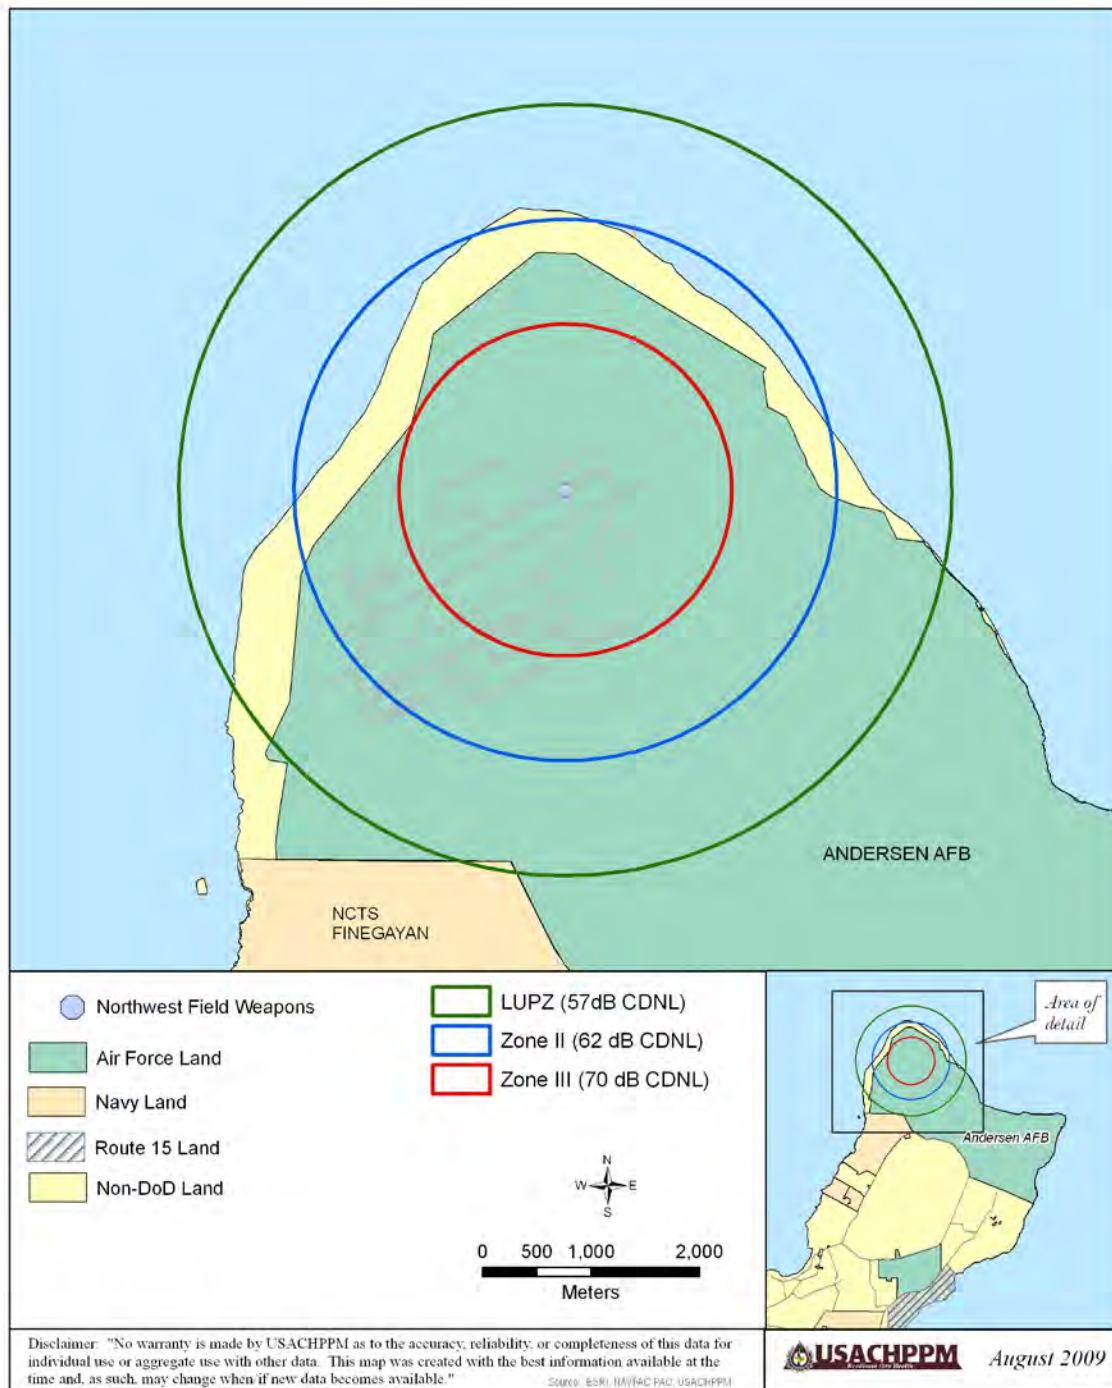 ANDERSEN AFB
NCTS
FINEGAYAN
Northwest Field Weapons
Air Force Land
Navy Land
Route 15 Land
Non-DoD Land
LUPZ (57dB CDNL)
Zone II (62 dB CDNL)
Zone III (70 dB CDNL)
N
W E
S
0 500 1,000 2,000
Meters
Area of
detail
Andersen AFB
Disclaimer: "No warranty is made by USACHPPM as to the accuracy, reliability, or completeness of this data for
individual use or aggregate use with other data. This map was created with the best information available at the
time and, as such, may change when/if new data becomes available."
Source: ESRI, NAVFAC PAC, USACHPPM
USACHPPM
August 2009